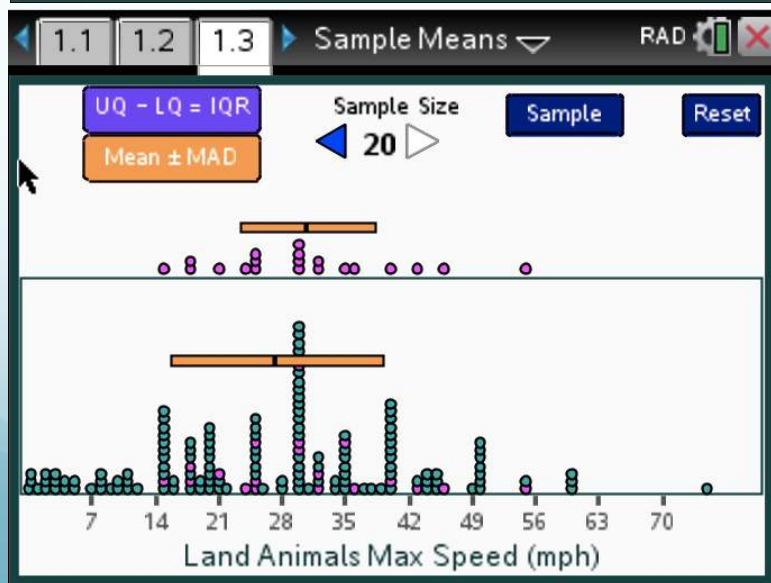 1.1 1.2 1.3 Sample Means RAD
UQ - LQ = IQR
Mean ± MAD
Sample Size
20
Sample
Reset
7 14 21 28 35 42 49 56 63 70
Land Animals Max Speed (mph)